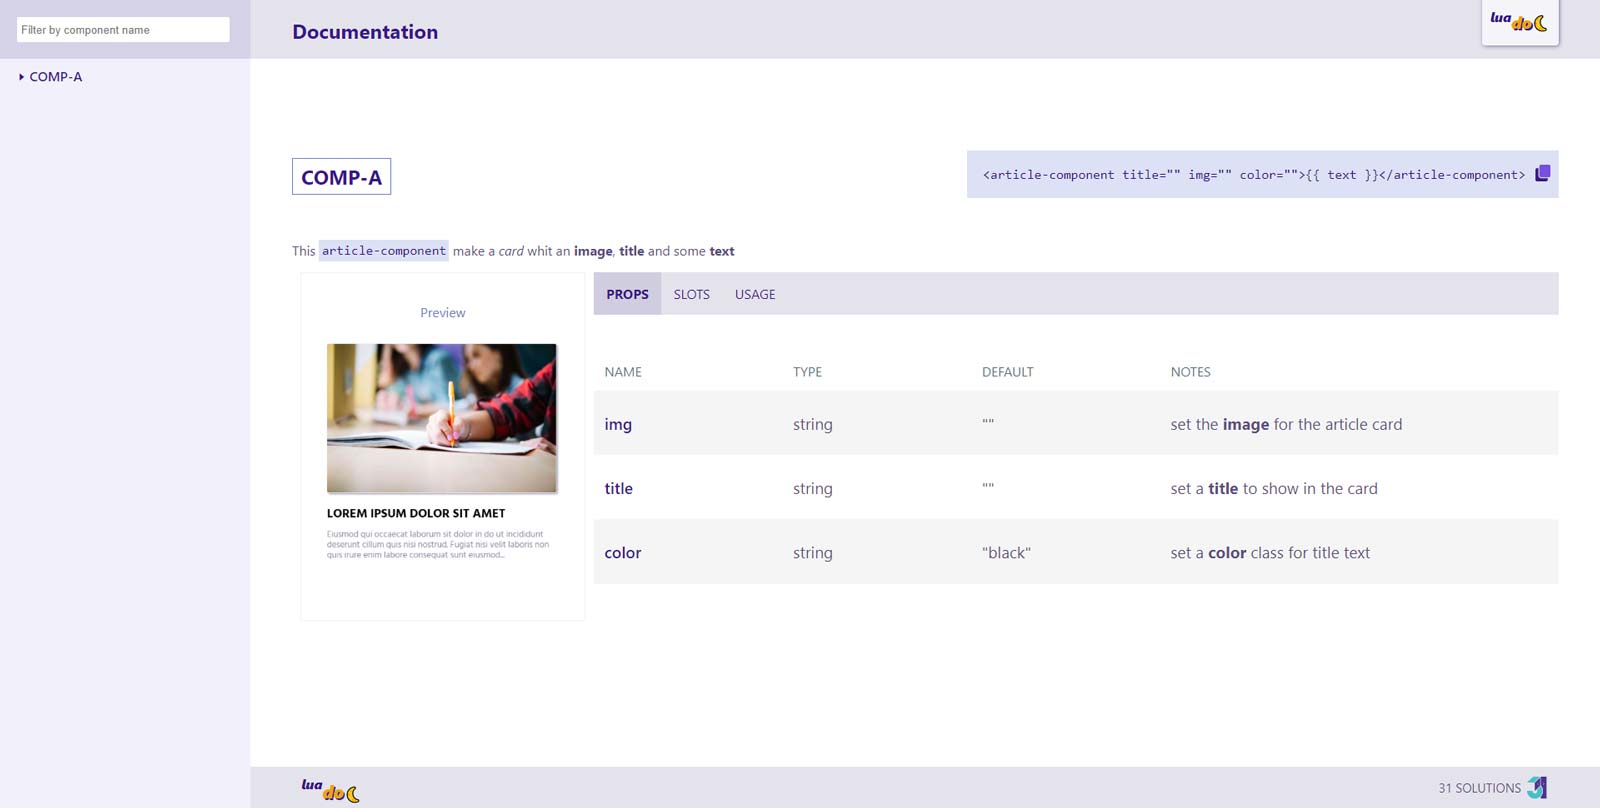 Filter by component name
Documentation
lua do
COMP-A
COMP-A
<article-component title="" img="" color="">{{ text }}</article-component>
This article-component make a card whit an image, title and some text
Preview
LOREM IPSUM DOLOR SIT AMET
Eiusmod qui occaecat laborum sit dolor in do ut incididunt
deserunt cillum quis nisi nostrud. Fugiat nisi velit laboris non
quis irure enim labore consequat sunt eiusmod...
PROPS SLOTS USAGE
NAME TYPE DEFAULT NOTES
img string "" set the image for the article card
title string "" set a title to show in the card
color string "black" set a color class for title text
lua do
31 SOLUTIONS 31